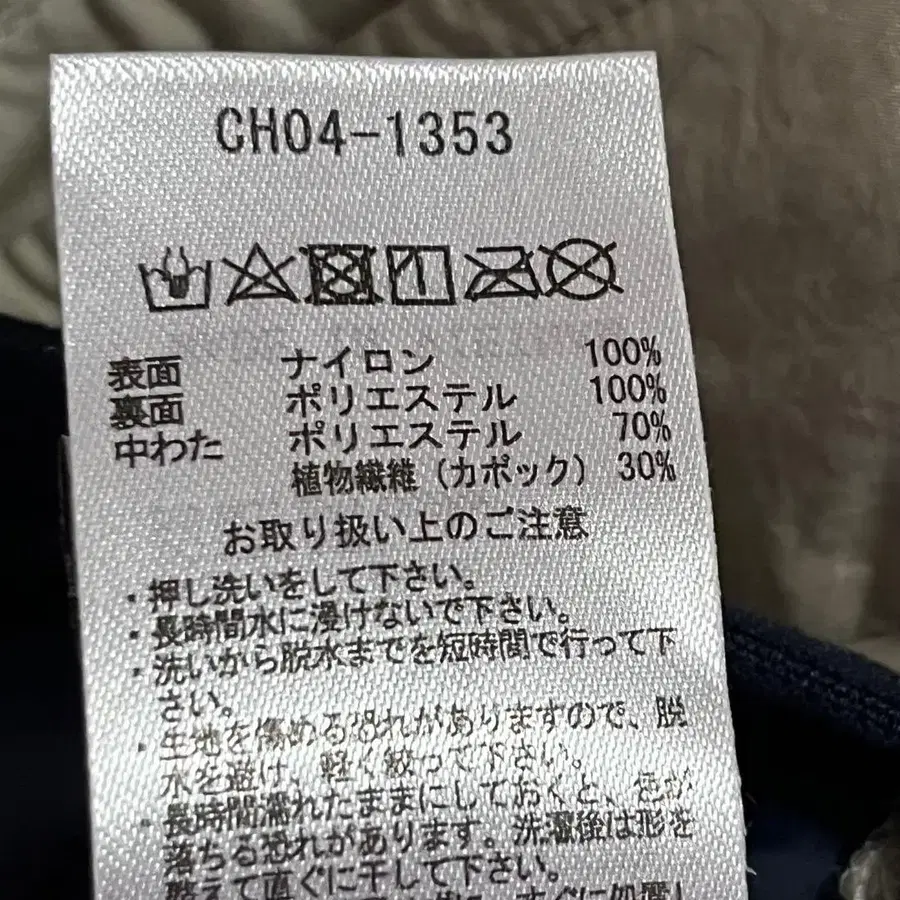 CH04-1353
表面 ナイロン 100%
裏面 ポリエステル 100%
中わた ポリエステル 70%
植物繊維（カポック） 30%
お取り扱い上のご注意
・押し洗いをして下さい。
・長時間水に浸けないで下さい。
・洗いから脱水までを短時間で行って下
さい。
・生地を傷める恐れがありますので、脱
水を避け、軽く絞って下さい。
・長時間濡れたままにしておくと、色が
落ちる恐れがあります。洗濯後は形を
整えて直ぐに干して下さい。
すぐに処置し